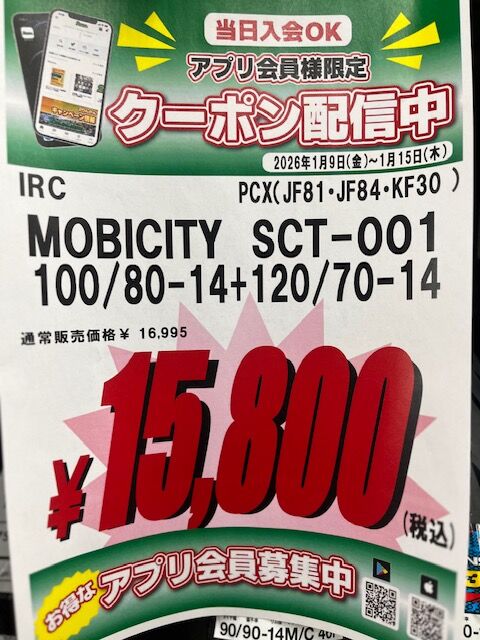 当日入会OK
アプリ会員様限定
クーポン配信中
2026年1月9日(金)~1月15日(木)
IRC PCX(JF81・JF84・KF30 )
MOBICITY SCT-001
100/80-14+120/70-14
通常販売価格¥ 16,995
¥15,800
(税込)
お得な アプリ会員募集中
90/90-14M/C